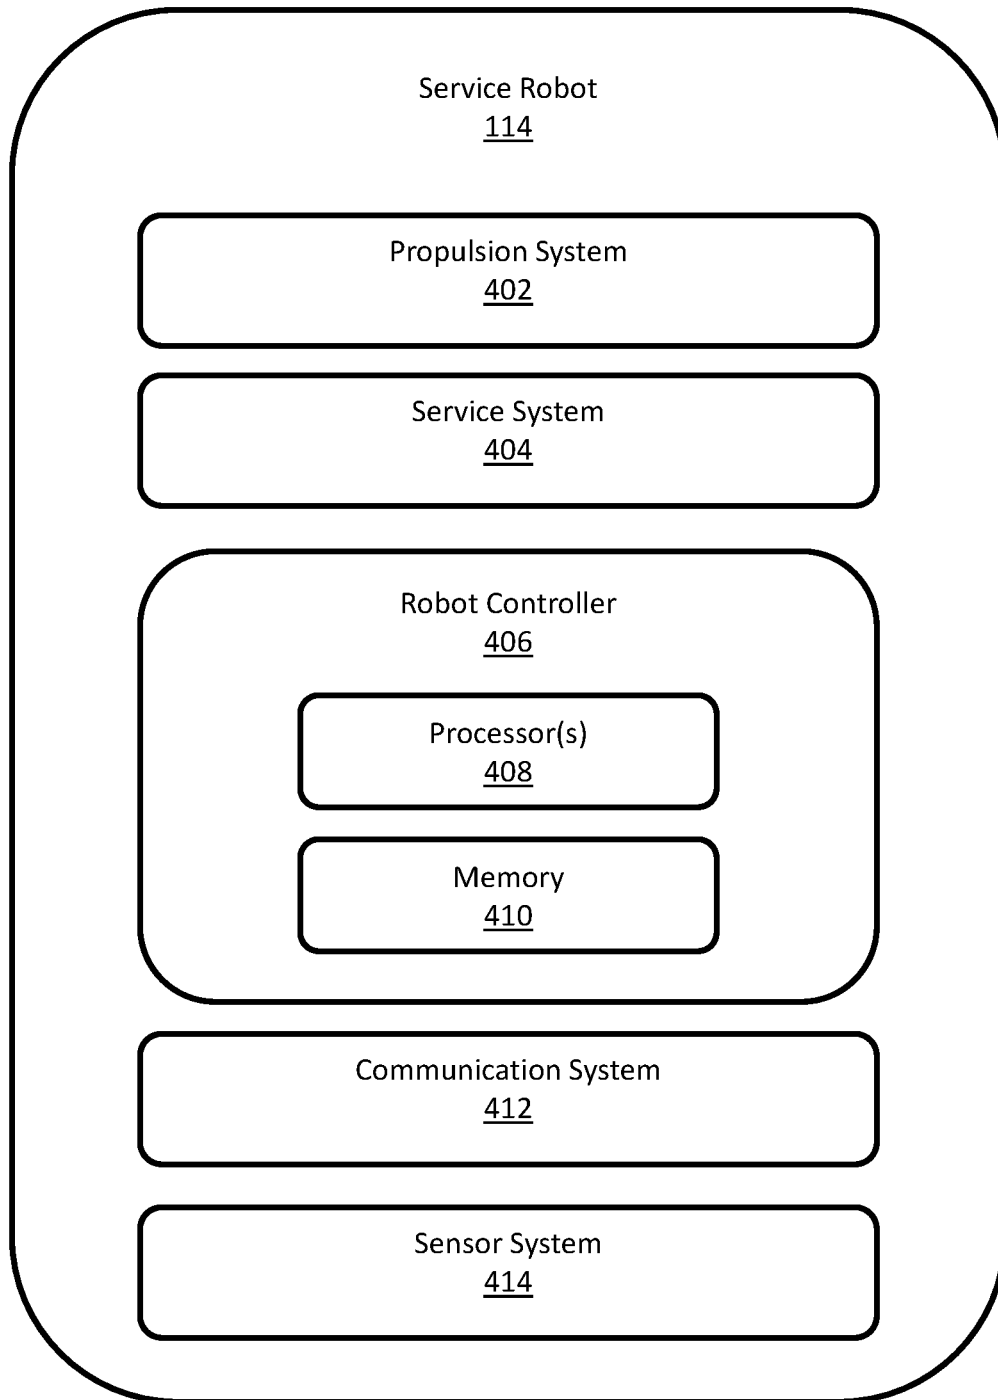 Service Robot
114
Propulsion System
402
Service System
404
Robot Controller
406
Processor(s)
408
Memory
410
Communication System
412
Sensor System
414